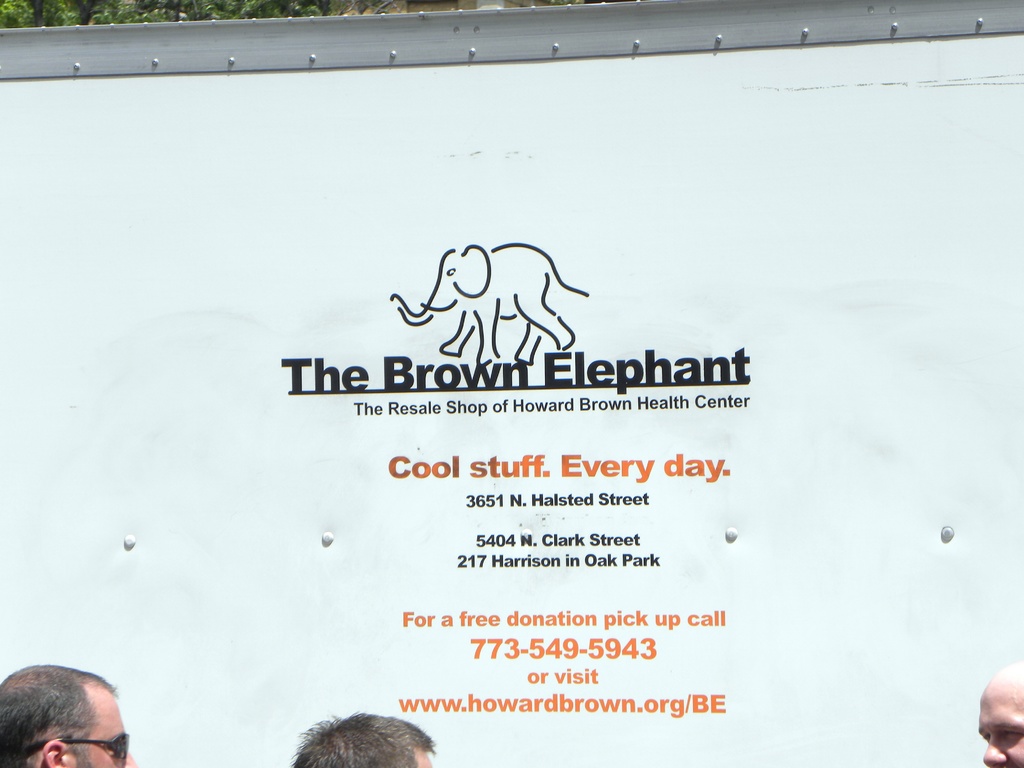 The Brown Elephant
The Resale Shop of Howard Brown Health Center
Cool stuff. Every day.
3651 N. Halsted Street
5404 N. Clark Street
217 Harrison in Oak Park
For a free donation pick up call
773-549-5943
or visit
www.howardbrown.org/BE